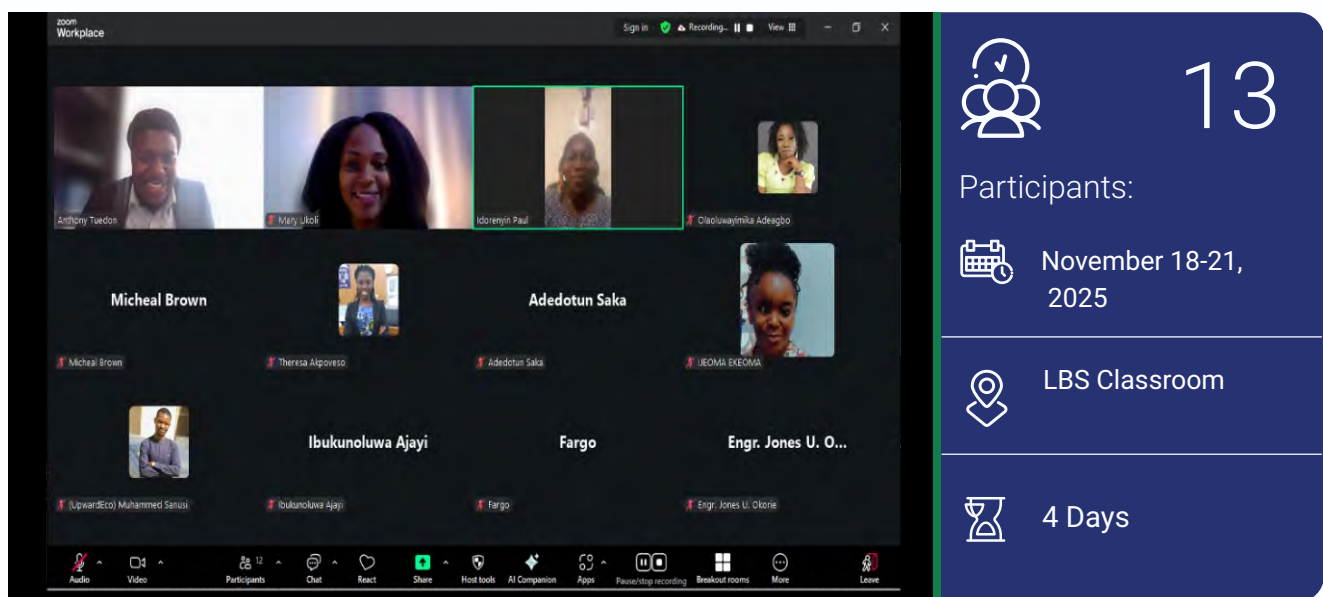 zoom
Workplace
Sign in
Recording...
View
Anthony Tuedon
Mary Ukoli
Idorenyin Paul
Olaoluwayimika Adeagbo
Micheal Brown
Adedotun Saka
Micheal Brown
Theresa Akpoveso
Adedotun Saka
IJEOMA EKEOMA
Ibukunoluwa Ajayi
Fargo
Engr. Jones U. O...
(UpwardEco) Muhammed Sanusi
Ibukunoluwa Ajayi
Fargo
Engr. Jones U. Okorie
12
Audio
Video
Participants
Chat
React
Share
Host tools
AI Companion
Apps
Pause/stop recording
Breakout rooms
More
Leave
13
Participants:
November 18-21,
2025
LBS Classroom
4 Days